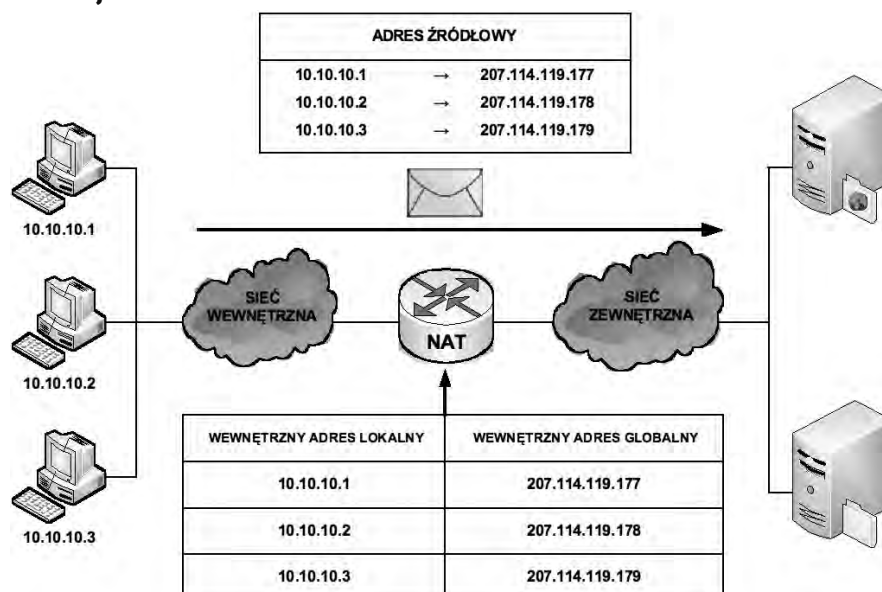 ADRES ŹRÓDŁOWY
10.10.10.1 → 207.114.119.177
10.10.10.2 → 207.114.119.178
10.10.10.3 → 207.114.119.179
10.10.10.1
10.10.10.2
10.10.10.3
SIEĆ
WEWNĘTRZNA
NAT
SIEĆ
ZEWNĘTRZNA
WEWNĘTRZNY ADRES LOKALNY WEWNĘTRZNY ADRES GLOBALNY
10.10.10.1 207.114.119.177
10.10.10.2 207.114.119.178
10.10.10.3 207.114.119.179